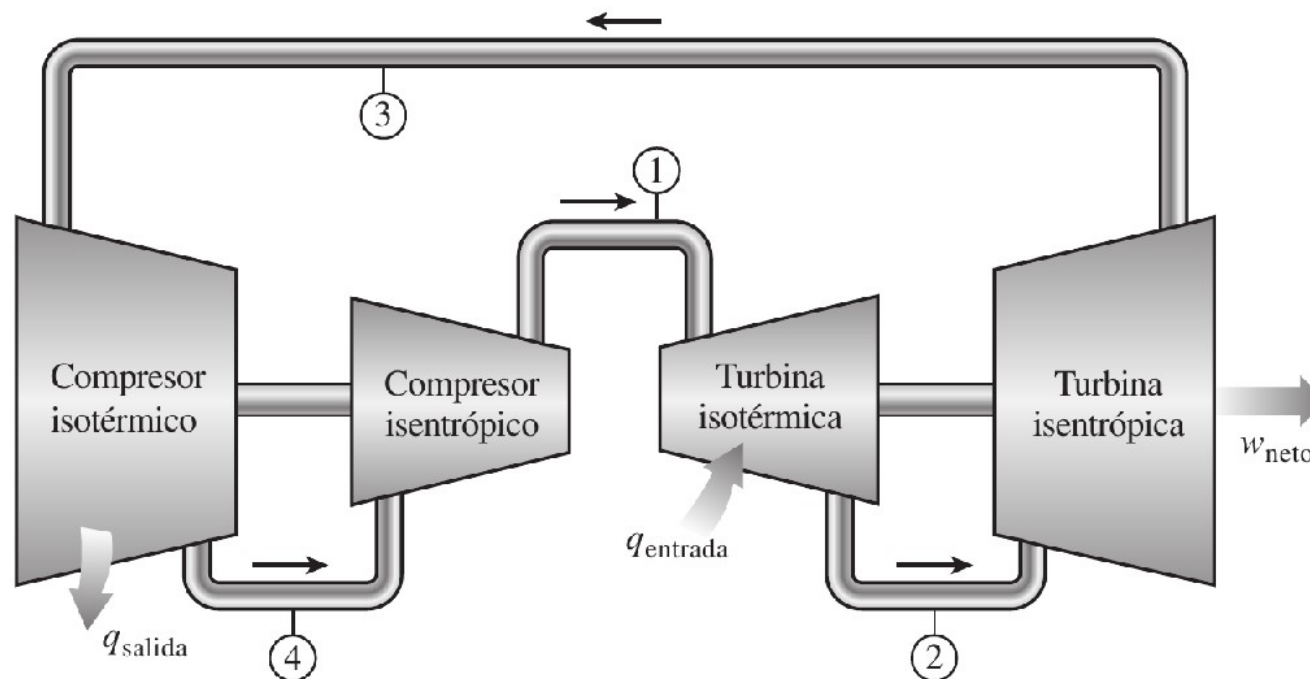 3
1
Compresor
isotérmico
Compresor
isentrópico
Turbina
isotérmica
Turbina
isentrópica
w_neto
q_entrada
q_salida
4
2